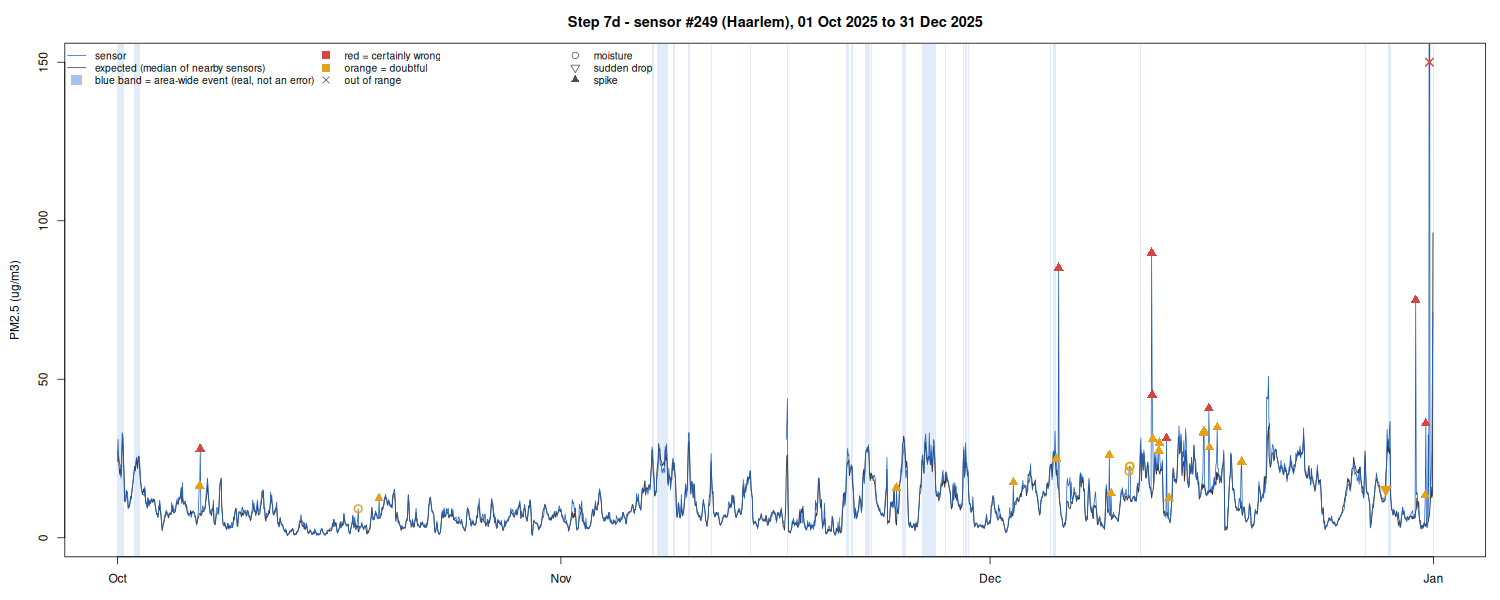 Step 7d - sensor #249 (Haarlem), 01 Oct 2025 to 31 Dec 2025
sensor
expected (median of nearby sensors)
blue band = area-wide event (real, not an error)
red = certainly wrong
orange = doubtful
out of range
moisture
sudden drop
spike
PM2.5 (ug/m3)
150
100
50
0
Oct
Nov
Dec
Jan